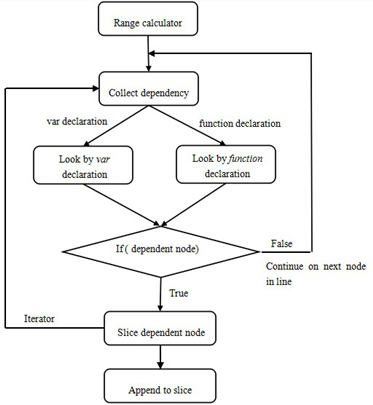 Range calculator
Collect dependency
var declaration
function declaration
Look by var
declaration
Look by function
declaration
If ( dependent node)
False
Continue on next node
in line
True
Iterator
Slice dependent node
Append to slice